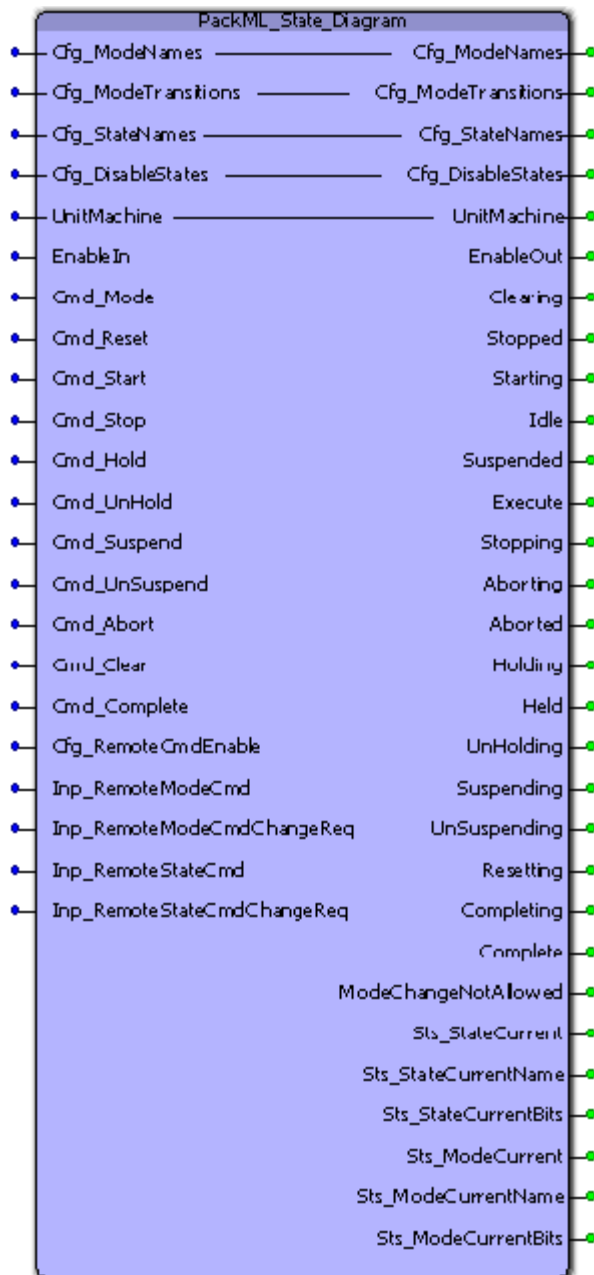 PackML_State_Diagram
Cfg_ModeNames Cfg_ModeNames
Cfg_ModeTransitions Cfg_ModeTransitions
Cfg_StateNames Cfg_StateNames
Cfg_DisableStates Cfg_DisableStates
UnitMachine UnitMachine
EnableIn EnableOut
Cmd_Mode Clearing
Cmd_Reset Stopped
Cmd_Start Starting
Cmd_Stop Idle
Cmd_Hold Suspended
Cmd_UnHold Execute
Cmd_Suspend Stopping
Cmd_UnSuspend Aborting
Cmd_Abort Aborted
Cmd_Clear Holding
Cmd_Complete Held
Cfg_RemoteCmdEnable UnHolding
Inp_RemoteModeCmd Suspending
Inp_RemoteModeCmdChangeReq UnSuspending
Inp_RemoteStateCmd Resetting
Inp_RemoteStateCmdChangeReq Completing
Complete
ModeChangeNotAllowed
Sts_StateCurrent
Sts_StateCurrentName
Sts_StateCurrentBits
Sts_ModeCurrent
Sts_ModeCurrentName
Sts_ModeCurrentBits